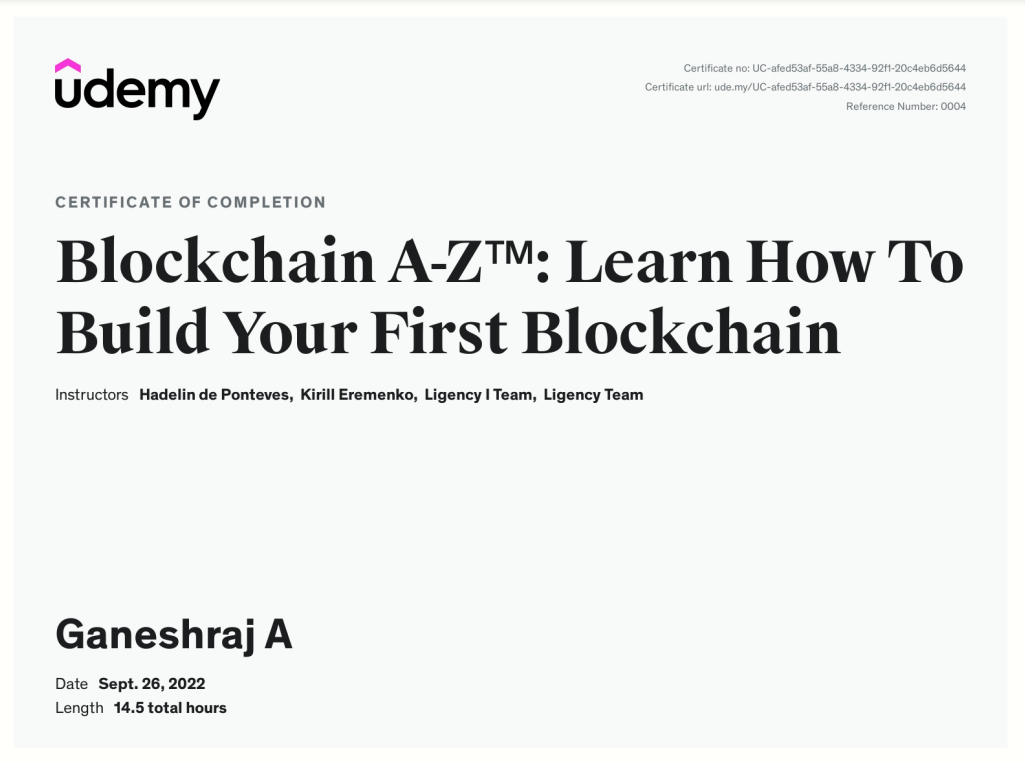 udemy
Certificate no: UC-afed53af-55a8-4334-92f1-20c4eb6d5644
Certificate url: ude.my/UC-afed53af-55a8-4334-92f1-20c4eb6d5644
Reference Number: 0004
CERTIFICATE OF COMPLETION
Blockchain A-Z™: Learn How To
Build Your First Blockchain
Instructors Hadelin de Ponteves, Kirill Eremenko, Ligency I Team, Ligency Team
Ganeshraj A
Date Sept. 26, 2022
Length 14.5 total hours